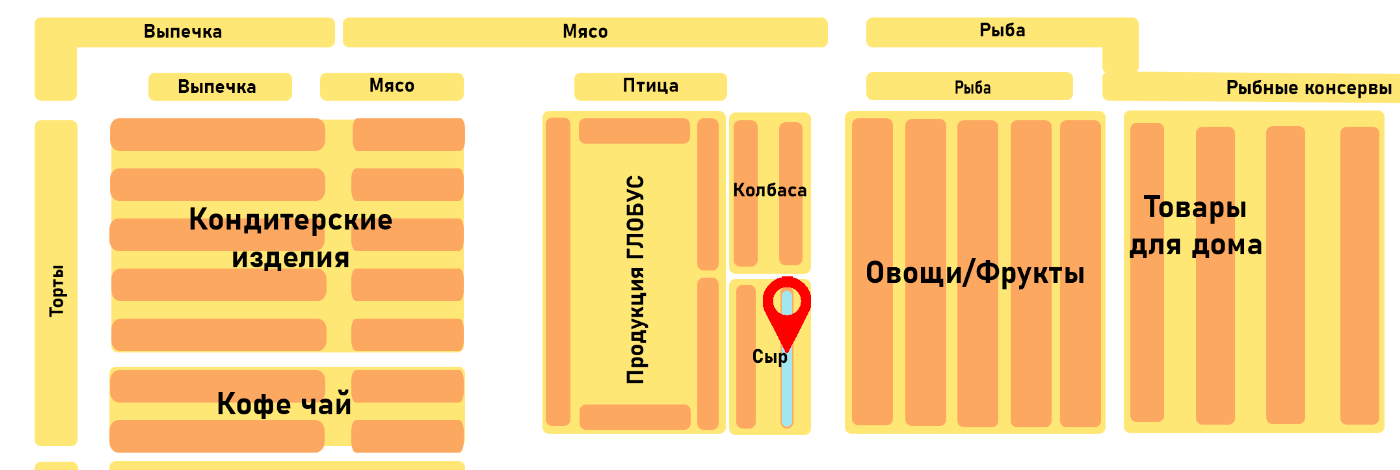 Выпечка
Мясо
Рыба
Выпечка
Мясо
Птица
Рыба
Рыбные консервы
Торты
Кондитерские
изделия
Кофе чай
Продукция ГЛОБУС
Колбаса
Сыр
Овощи/Фрукты
Товары
для дома